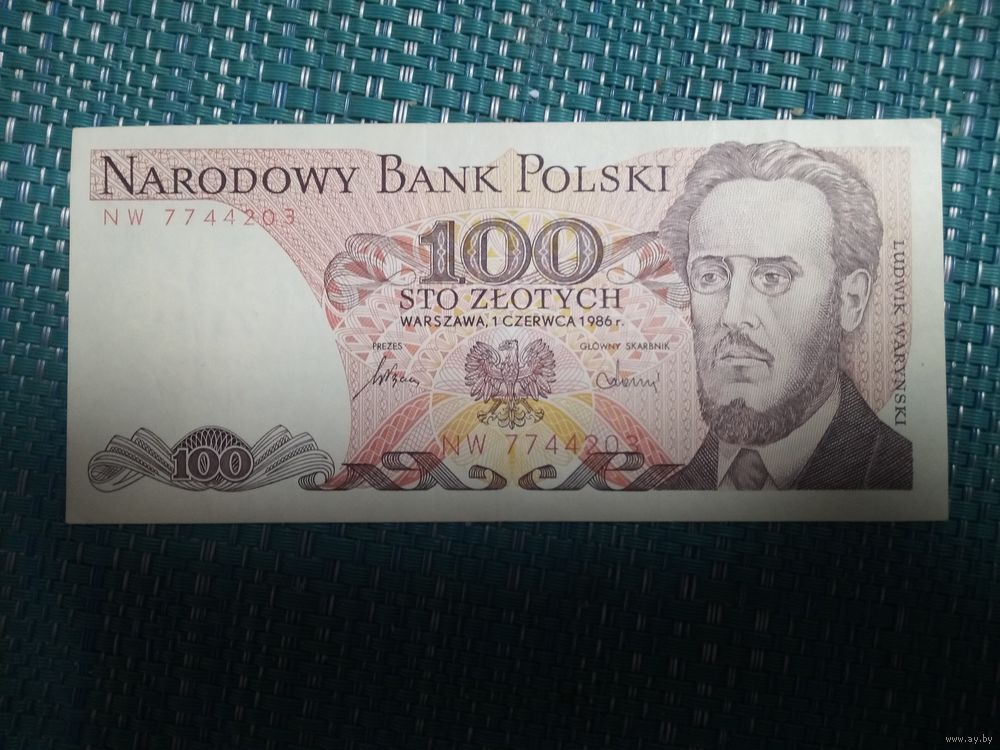 NARODOWY BANK POLSKI
NW 7744203
100
STO ZŁOTYCH
WARSZAWA, 1 CZERWCA 1986 r.
PREZES
GŁÓWNY SKARBNIK
NW 7744203
100
LUDWIK WARYŃSKI
www.ay.by